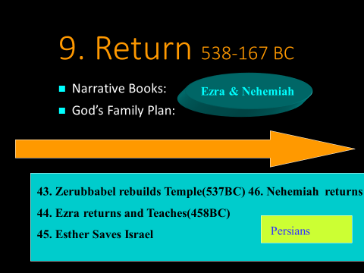 9. Return 538-167 BC
Narrative Books: Ezra & Nehemiah
God's Family Plan:
43. Zerubbabel rebuilds Temple(537BC) 46. Nehemiah returns
44. Ezra returns and Teaches(458BC)
45. Esther Saves Israel
Persians